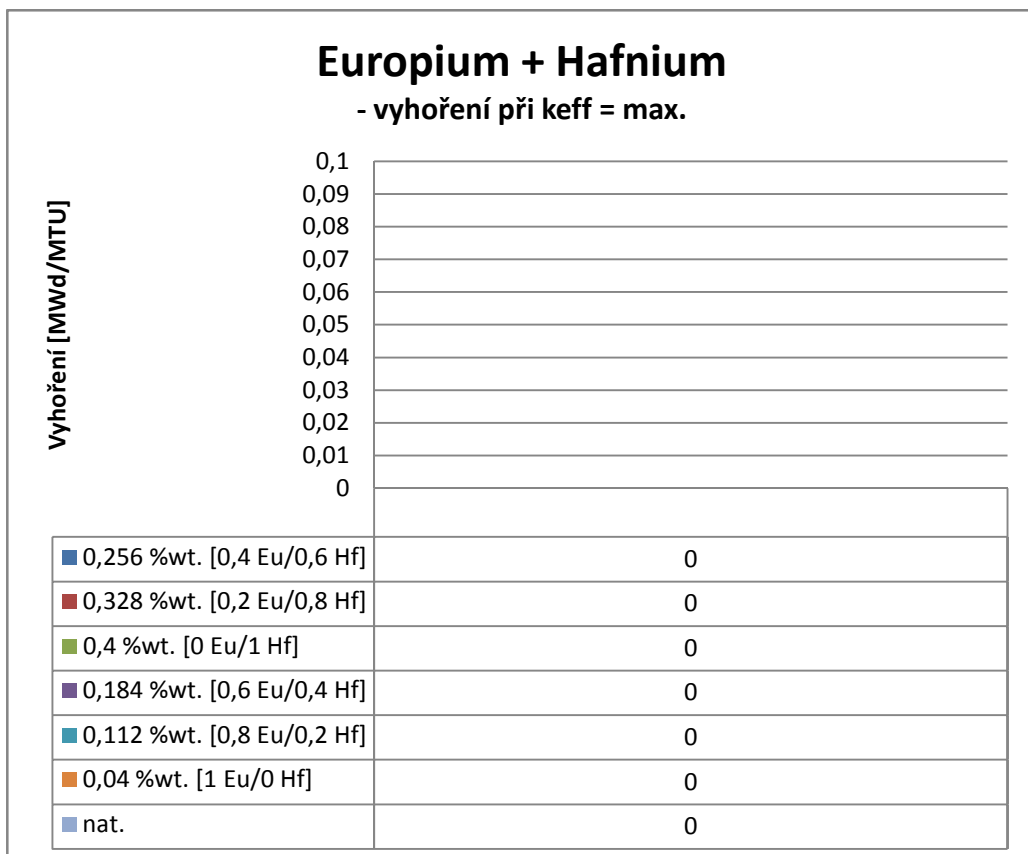 Europium + Hafnium
- vyhoření při keff = max.
Vyhoření [MWd/MTU]
0,1
0,09
0,08
0,07
0,06
0,05
0,04
0,03
0,02
0,01
0
0,256 %wt. [0,4 Eu/0,6 Hf] 0
0,328 %wt. [0,2 Eu/0,8 Hf] 0
0,4 %wt. [0 Eu/1 Hf] 0
0,184 %wt. [0,6 Eu/0,4 Hf] 0
0,112 %wt. [0,8 Eu/0,2 Hf] 0
0,04 %wt. [1 Eu/0 Hf] 0
nat. 0